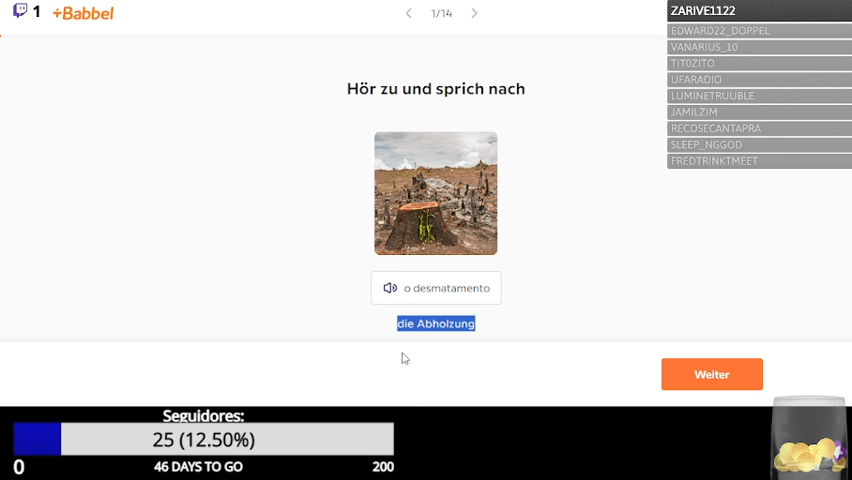 1 +Babbel
1/14
Hör zu und sprich nach
o desmatamento
die Abholzung
Weiter
ZARIVE1122
EDWARD22_DOPPEL
VANARIUS_10
TIT0ZITO
UFARADIO
LUMINETRUUBLE
JAMILZIM
RECOSECANTAPRA
SLEEP_NGGOD
FREDTRINKTMEET
Seguidores:
25 (12.50%)
0 46 DAYS TO GO 200